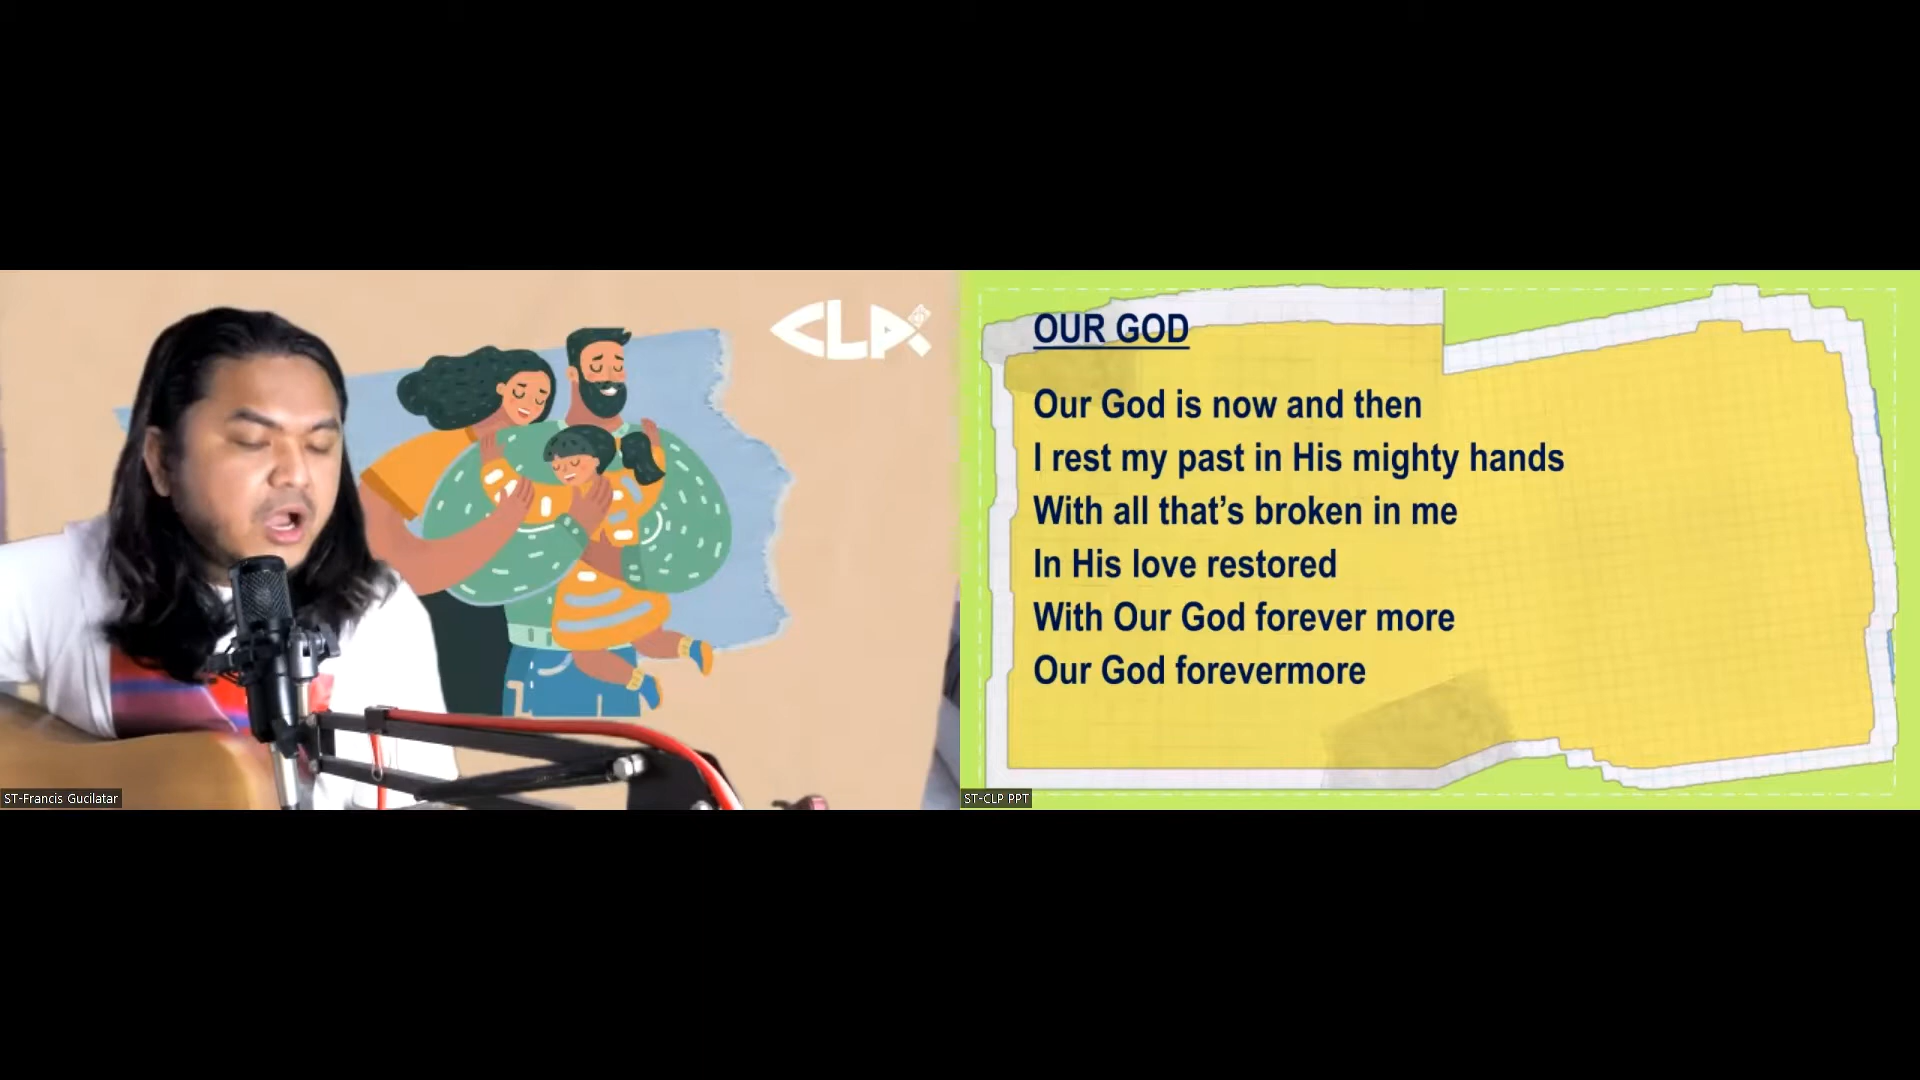 CLP
OUR GOD
Our God is now and then
I rest my past in His mighty hands
With all that’s broken in me
In His love restored
With Our God forever more
Our God forevermore
ST-Francis Gucilatar
ST-CLP PPT